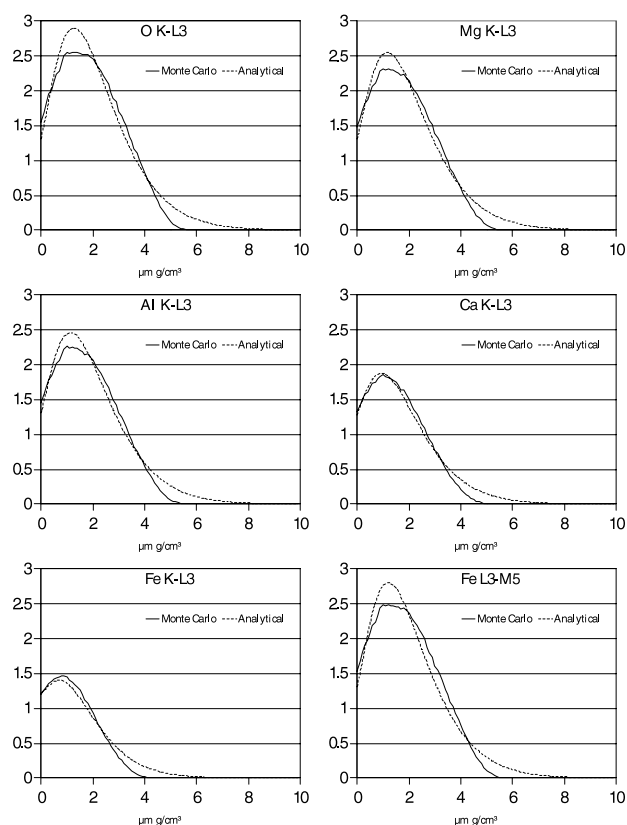 O K-L3
3
2.5
2
1.5
1
0.5
0
Monte Carlo
Analytical
0 2 4 6 8 10
µm g/cm³
Mg K-L3
3
2.5
2
1.5
1
0.5
0
Monte Carlo
Analytical
0 2 4 6 8 10
µm g/cm³
Al K-L3
3
2.5
2
1.5
1
0.5
0
Monte Carlo
Analytical
0 2 4 6 8 10
µm g/cm³
Ca K-L3
3
2.5
2
1.5
1
0.5
0
Monte Carlo
Analytical
0 2 4 6 8 10
µm g/cm³
Fe K-L3
3
2.5
2
1.5
1
0.5
0
Monte Carlo
Analytical
0 2 4 6 8 10
µm g/cm³
Fe L3-M5
3
2.5
2
1.5
1
0.5
0
Monte Carlo
Analytical
0 2 4 6 8 10
µm g/cm³